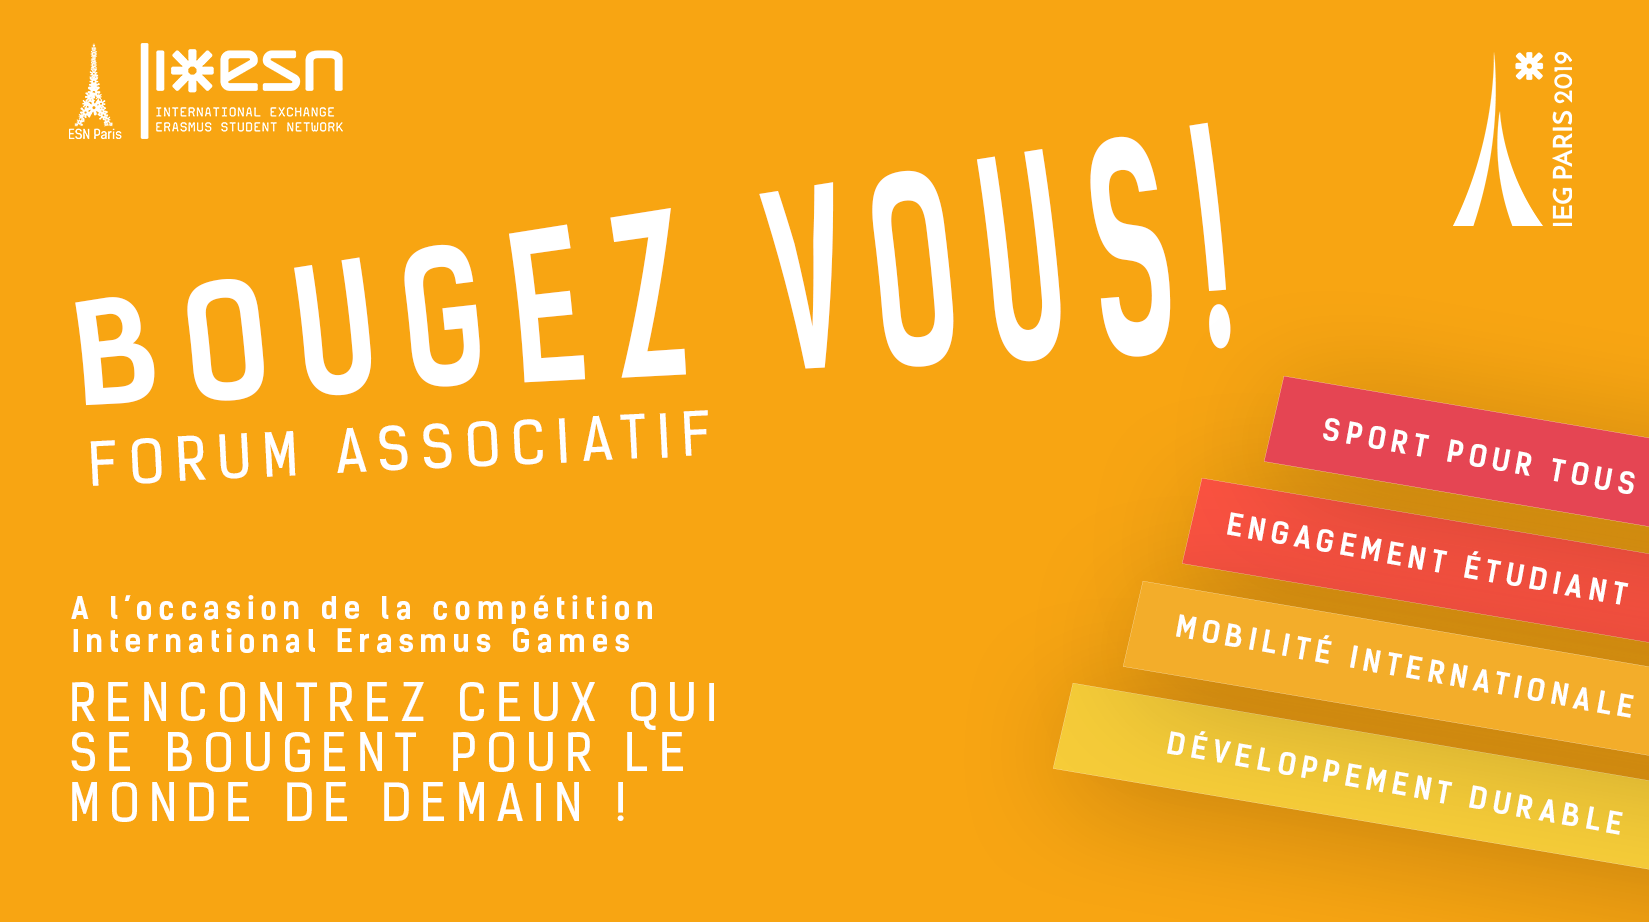 ESN Paris
ixesn
INTERNATIONAL EXCHANGE
ERASMUS STUDENT NETWORK
IEG PARIS 2019
BOUGEZ VOUS!
FORUM ASSOCIATIF
A l'occasion de la compétition
International Erasmus Games
RENCONTREZ CEUX QUI
SE BOUGENT POUR LE
MONDE DE DEMAIN !
SPORT POUR TOUS
ENGAGEMENT ÉTUDIANT
MOBILITÉ INTERNATIONALE
DÉVELOPPEMENT DURABLE